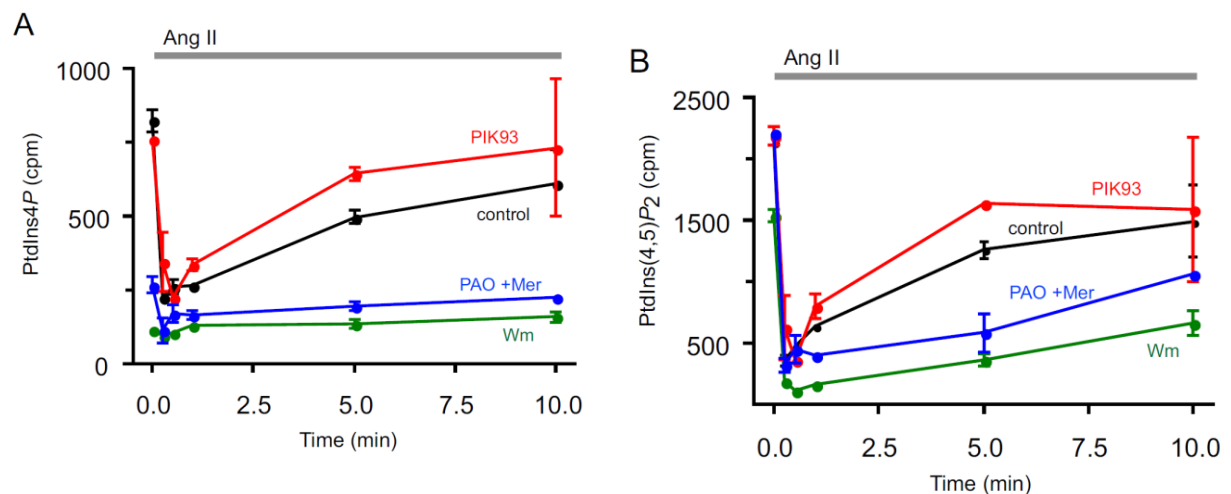 A
Ang II
1000
500
0
PtdIns4P (cpm)
PIK93
control
PAO +Mer
Wm
0.0 2.5 5.0 7.5 10.0
Time (min)
B
Ang II
2500
1500
500
PtdIns(4,5)P2 (cpm)
PIK93
control
PAO +Mer
Wm
0.0 2.5 5.0 7.5 10.0
Time (min)